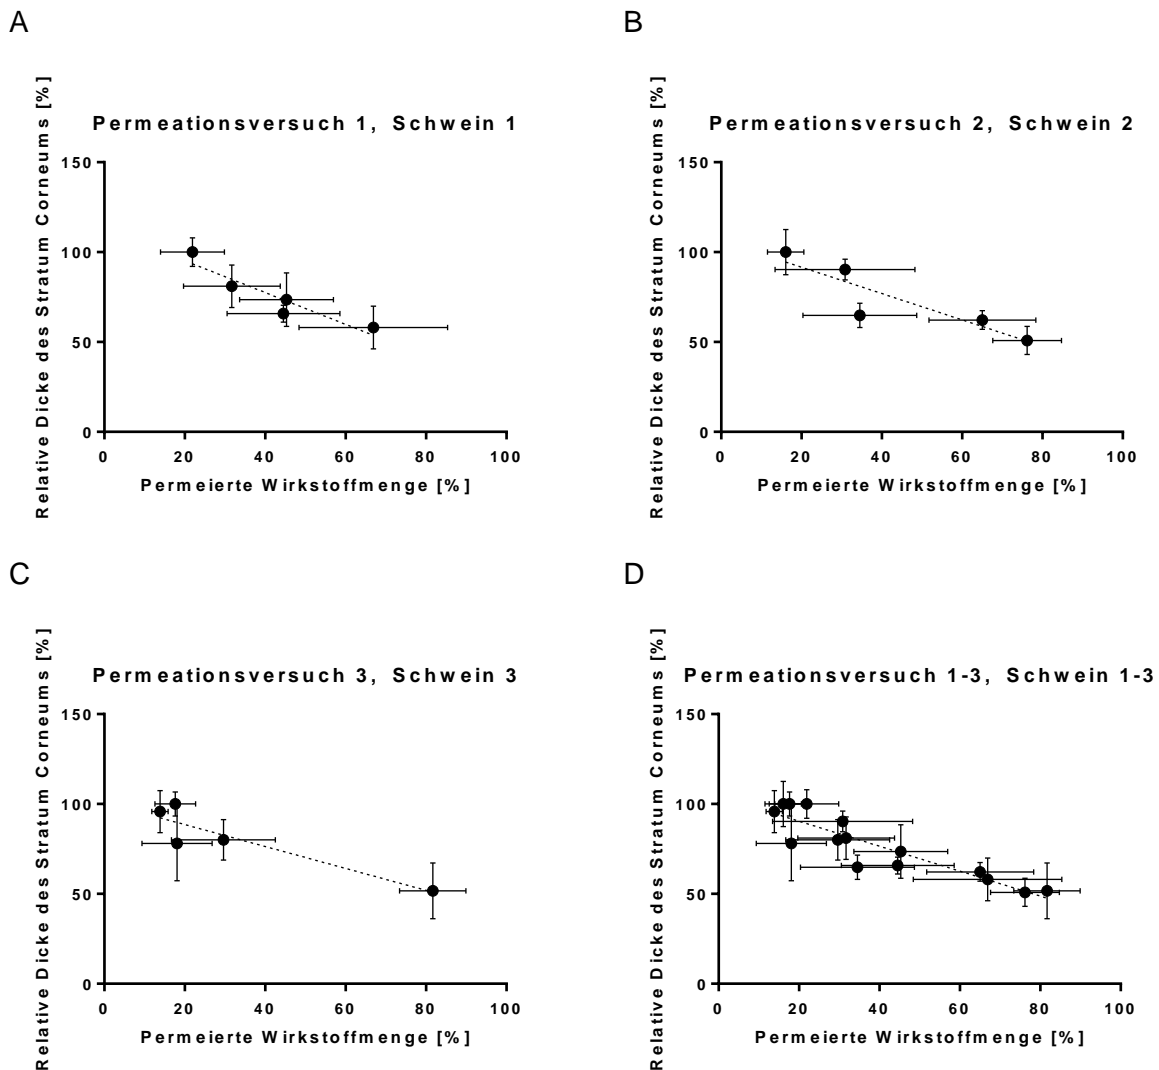 A
Permeationsversuch 1, Schwein 1
Relative Dicke des Stratum Corneums [%]
150
100
50
0
0 20 40 60 80 100
Permeierte Wirkstoffmenge [%]
B
Permeationsversuch 2, Schwein 2
Relative Dicke des Stratum Corneums [%]
150
100
50
0
0 20 40 60 80 100
Permeierte Wirkstoffmenge [%]
C
Permeationsversuch 3, Schwein 3
Relative Dicke des Stratum Corneums [%]
150
100
50
0
0 20 40 60 80 100
Permeierte Wirkstoffmenge [%]
D
Permeationsversuch 1-3, Schwein 1-3
Relative Dicke des Stratum Corneums [%]
150
100
50
0
0 20 40 60 80 100
Permeierte Wirkstoffmenge [%]